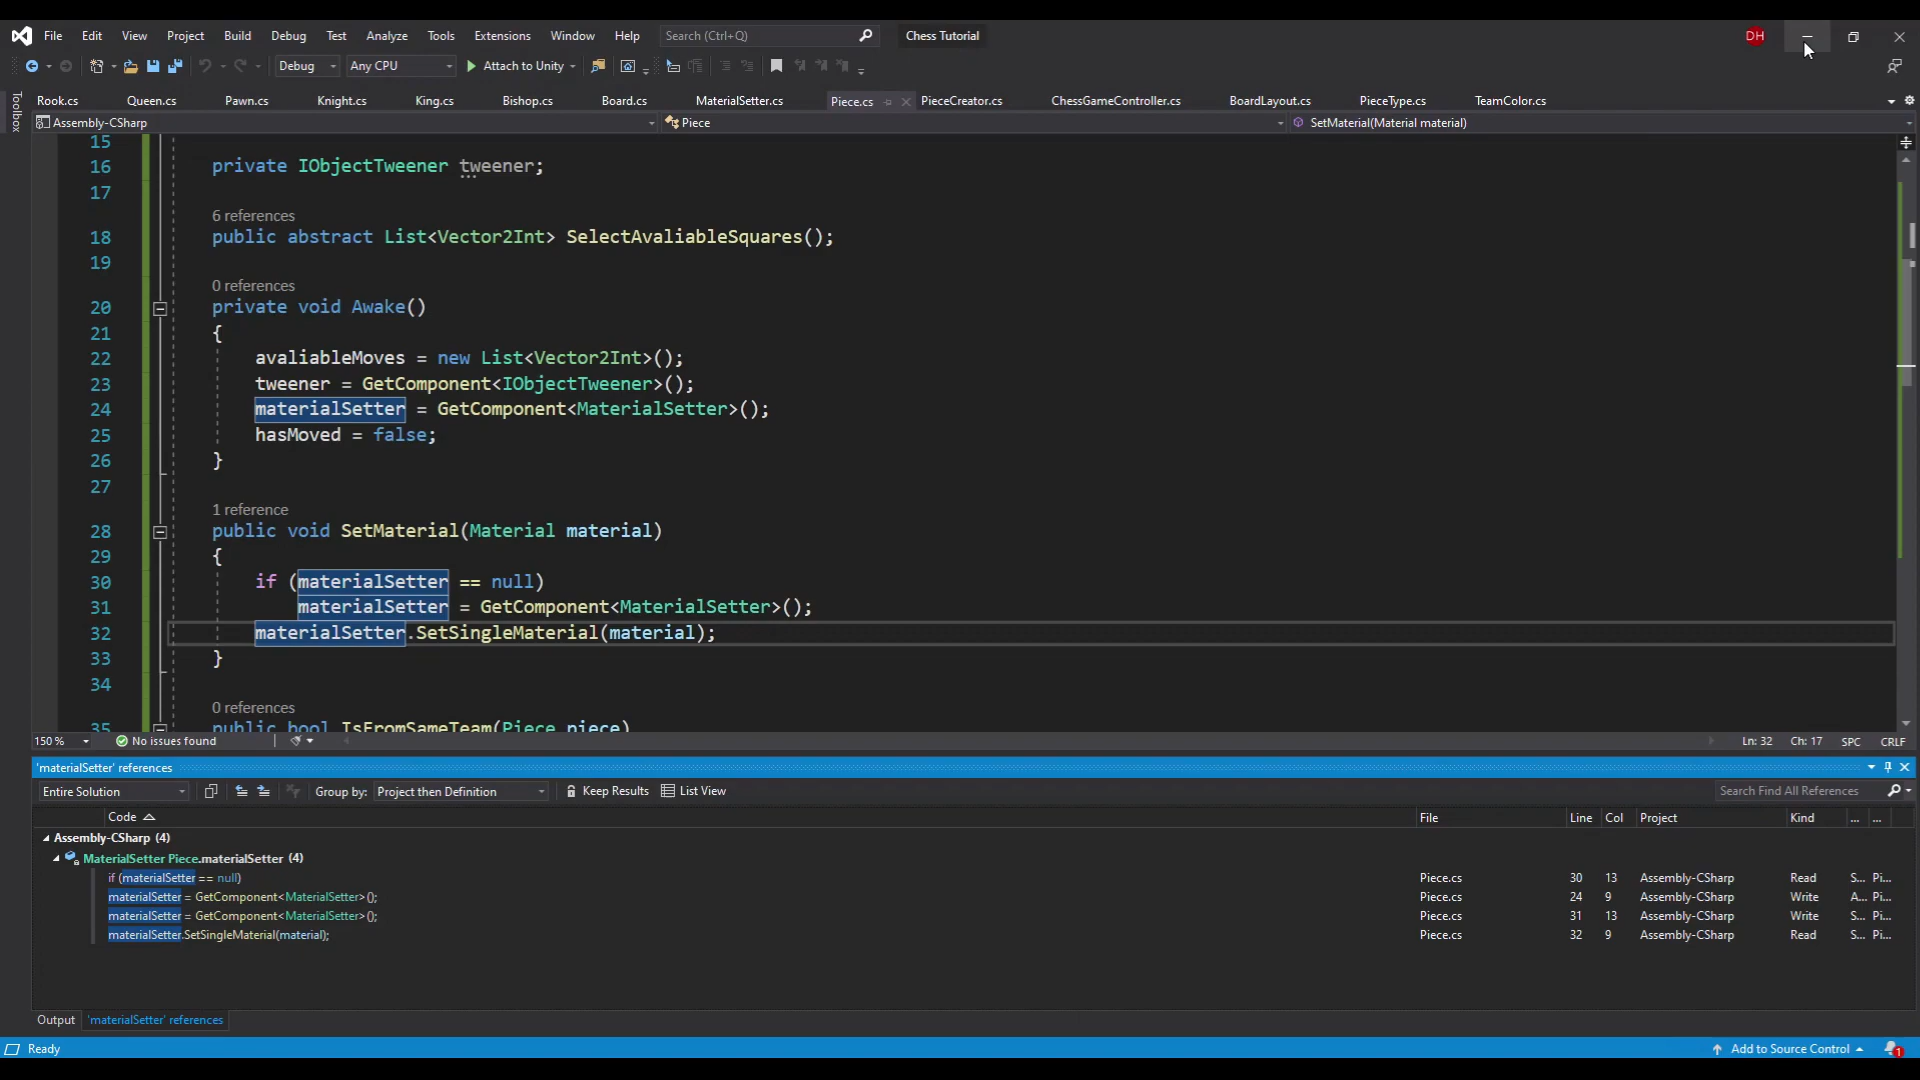 File Edit View Project Build Debug Test Analyze Tools Extensions Window Help Search (Ctrl+Q) Chess Tutorial DH
Debug Any CPU Attach to Unity
Toolbox
Rook.cs Queen.cs Pawn.cs Knight.cs King.cs Bishop.cs Board.cs MaterialSetter.cs Piece.cs PieceCreator.cs ChessGameController.cs BoardLayout.cs PieceType.cs TeamColor.cs
Assembly-CSharp Piece SetMaterial(Material material)
15
16 private IObjectTweener tweener;
17
6 references
18 public abstract List<Vector2Int> SelectAvaliableSquares();
19
0 references
20 private void Awake()
21 {
22 avaliableMoves = new List<Vector2Int>();
23 tweener = GetComponent<IObjectTweener>();
24 materialSetter = GetComponent<MaterialSetter>();
25 hasMoved = false;
26 }
27
1 reference
28 public void SetMaterial(Material material)
29 {
30 if (materialSetter == null)
31 materialSetter = GetComponent<MaterialSetter>();
32 materialSetter.SetSingleMaterial(material);
33 }
34
0 references
35 public bool IsFromSameTeam(Piece piece)
150 % No issues found Ln: 32 Ch: 17 SPC CRLF
'materialSetter' references
Entire Solution Group by: Project then Definition Keep Results List View Search Find All References
Code File Line Col Project Kind ... ...
Assembly-CSharp (4)
MaterialSetter Piece.materialSetter (4)
if (materialSetter == null) Piece.cs 30 13 Assembly-CSharp Read S... Pi...
materialSetter = GetComponent<MaterialSetter>(); Piece.cs 24 9 Assembly-CSharp Write A... Pi...
materialSetter = GetComponent<MaterialSetter>(); Piece.cs 31 13 Assembly-CSharp Write S... Pi...
materialSetter.SetSingleMaterial(material); Piece.cs 32 9 Assembly-CSharp Read S... Pi...
Output 'materialSetter' references
Ready Add to Source Control 1